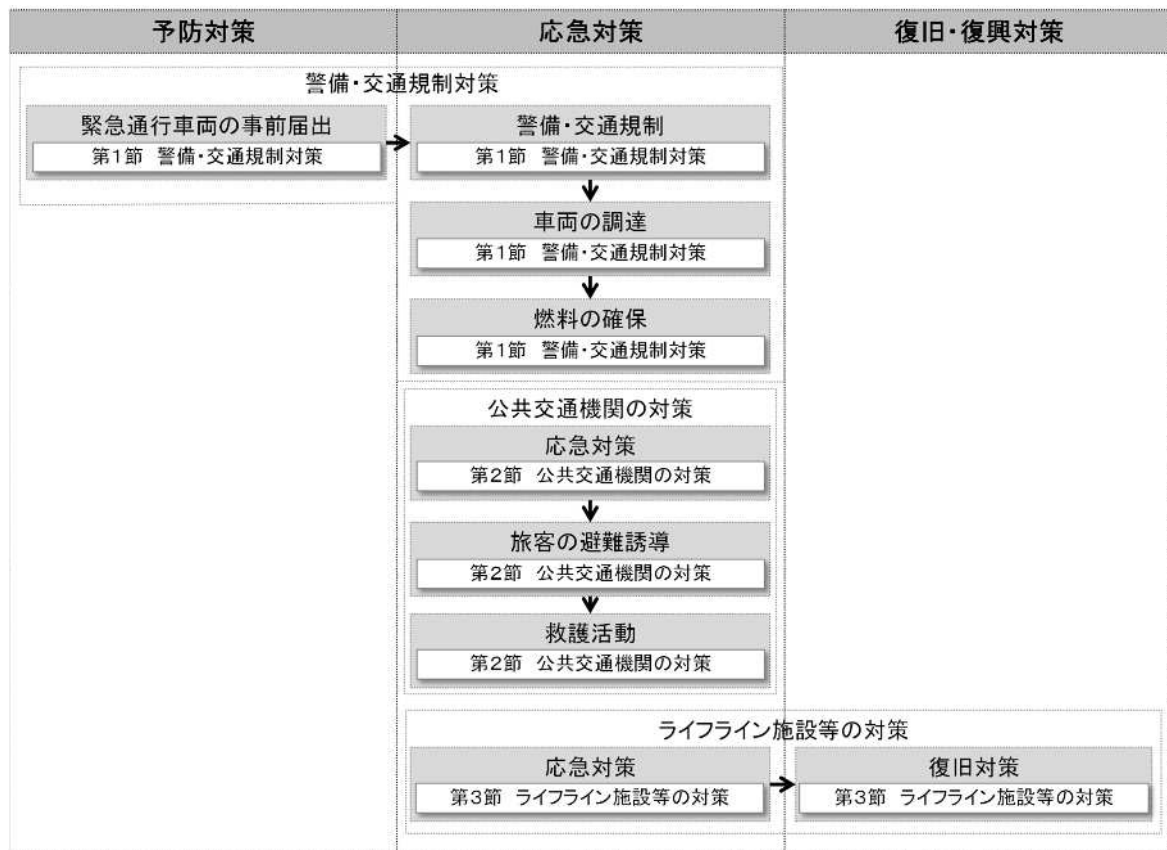 予防対策
応急対策
復旧・復興対策
警備・交通規制対策
緊急通行車両の事前届出
第1節 警備・交通規制対策
警備・交通規制
第1節 警備・交通規制対策
車両の調達
第1節 警備・交通規制対策
燃料の確保
第1節 警備・交通規制対策
公共交通機関の対策
応急対策
第2節 公共交通機関の対策
旅客の避難誘導
第2節 公共交通機関の対策
救護活動
第2節 公共交通機関の対策
ライフライン施設等の対策
応急対策
第3節 ライフライン施設等の対策
復旧対策
第3節 ライフライン施設等の対策